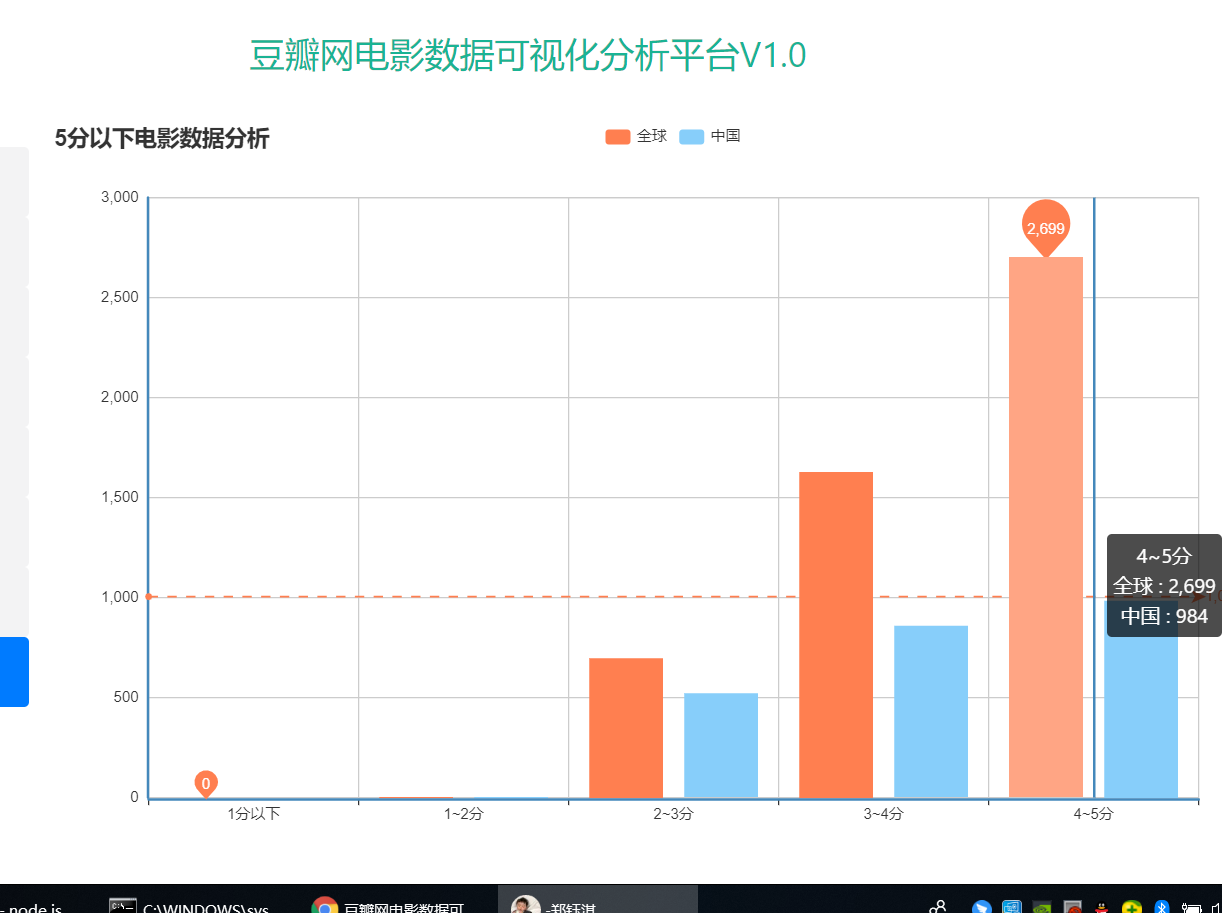 豆瓣网电影数据可视化分析平台V1.0
5分以下电影数据分析
全球 中国
3,000
2,699
2,500
2,000
1,500
4~5分
全球 : 2,699
1,000
中国 : 984
500
0
0
1分以下 1~2分 2~3分 3~4分 4~5分
- node.js C:\WINDOWS\sys 豆瓣网电影数据可 -郑钰淇